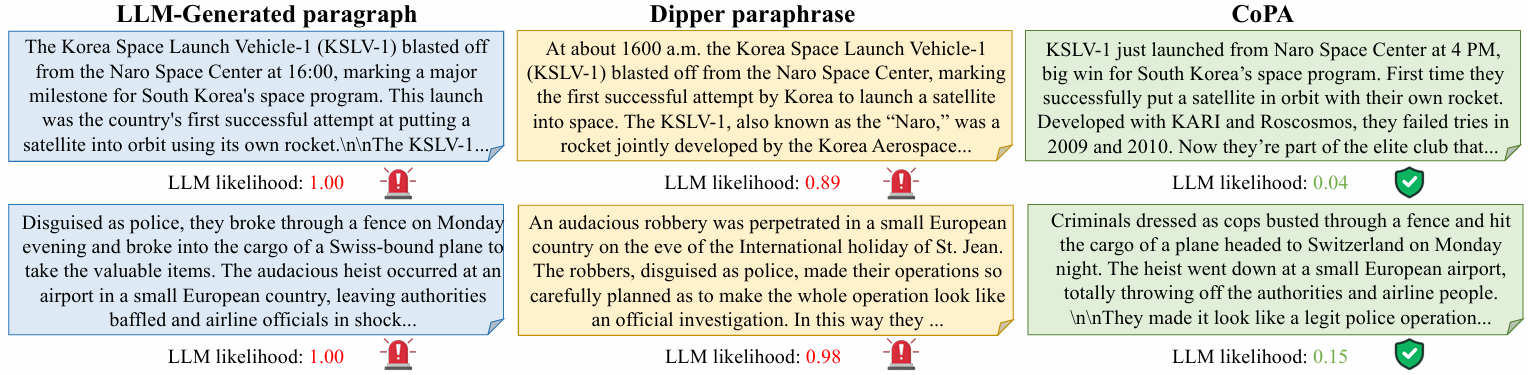 LLM-Generated paragraph
Dipper paraphrase
CoPA
The Korea Space Launch Vehicle-1 (KSLV-1) blasted off
from the Naro Space Center at 16:00, marking a major
milestone for South Korea's space program. This launch
was the country's first successful attempt at putting a
satellite into orbit using its own rocket.\n\nThe KSLV-1...
LLM likelihood: 1.00
At about 1600 a.m. the Korea Space Launch Vehicle-1
(KSLV-1) blasted off from the Naro Space Center, marking
the first successful attempt by Korea to launch a satellite
into space. The KSLV-1, also known as the “Naro,” was a
rocket jointly developed by the Korea Aerospace...
LLM likelihood: 0.89
KSLV-1 just launched from Naro Space Center at 4 PM,
big win for South Korea’s space program. First time they
successfully put a satellite in orbit with their own rocket.
Developed with KARI and Roscosmos, they failed tries in
2009 and 2010. Now they’re part of the elite club that...
LLM likelihood: 0.04
Disguised as police, they broke through a fence on Monday
evening and broke into the cargo of a Swiss-bound plane to
take the valuable items. The audacious heist occurred at an
airport in a small European country, leaving authorities
baffled and airline officials in shock...
LLM likelihood: 1.00
An audacious robbery was perpetrated in a small European
country on the eve of the International holiday of St. Jean.
The robbers, disguised as police, made their operations so
carefully planned as to make the whole operation look like
an official investigation. In this way they ...
LLM likelihood: 0.98
Criminals dressed as cops busted through a fence and hit
the cargo of a plane headed to Switzerland on Monday
night. The heist went down at a small European airport,
totally throwing off the authorities and airline people.
\n\nThey made it look like a legit police operation...
LLM likelihood: 0.15